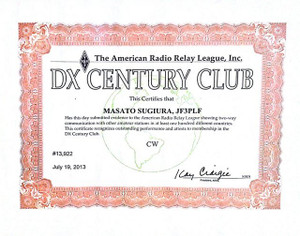 The American Radio Relay League, Inc.
DX CENTURY CLUB
This Certifies that
MASATO SUGIURA, JF3PLF
Has this day submitted evidence to the American Radio Relay League showing two-way
communication with other amateur stations in at least one hundred different countries.
This certificate recognizes outstanding performance and attests to membership in the
DX Century Club
CW
#13,922
July 19, 2013
Kay Craigie